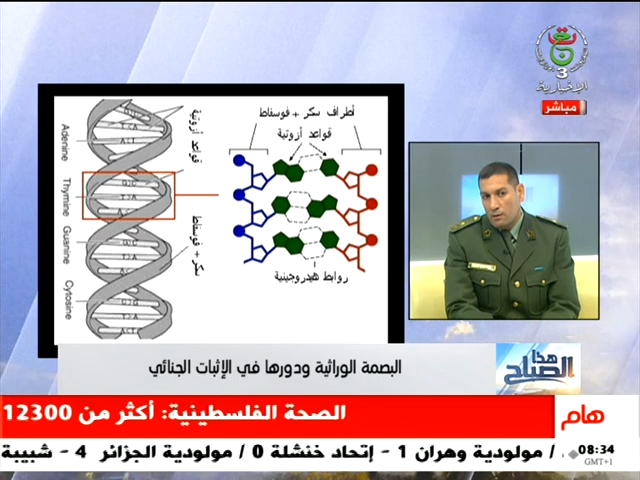 3
الإخبارية
مباشر
أطراف سكر + فوسفاط
قواعد أزوتية
روابط هيدروجينية
قواعد أزوتية
سكر + فوسفاط
Adenine
Thymine
Guanine
Cytosine
البصمة الوراثية ودورها في الإثبات الجنائي
هذا
الصباح
هام
الصحة الفلسطينية: أكثر من 12300
/ مولودية وهران 1 - إتحاد خنشلة 0 / مولودية الجزائر 4 - شبيبة
08:34
GMT+1